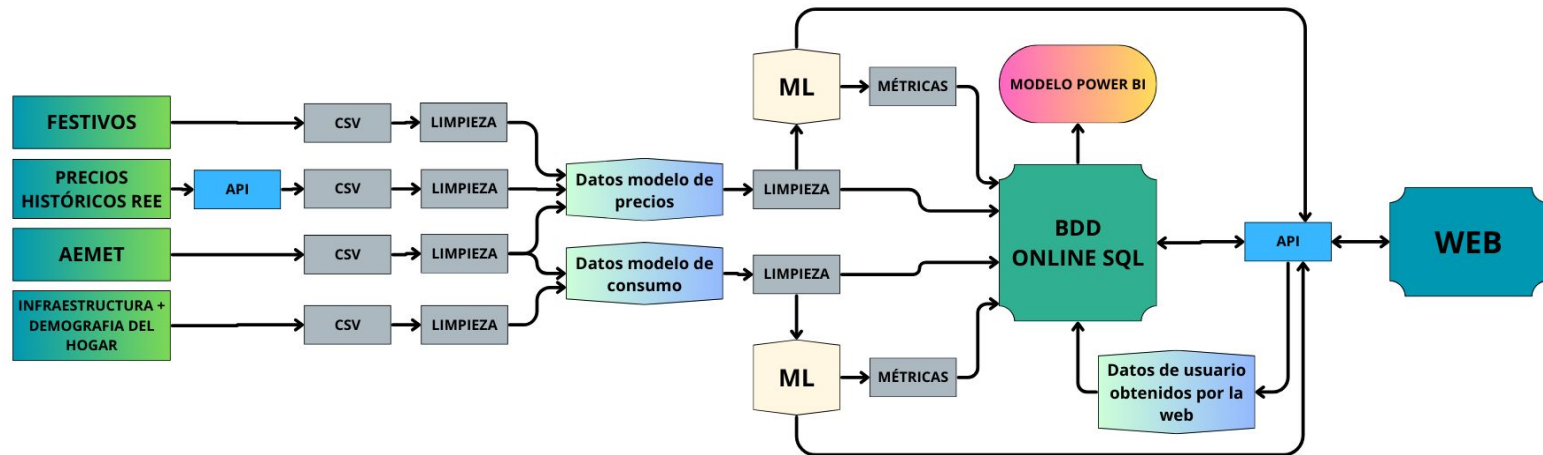 FESTIVOS
CSV
LIMPIEZA
PRECIOS
HISTÓRICOS REE
API
CSV
LIMPIEZA
AEMET
CSV
LIMPIEZA
INFRAESTRUCTURA +
DEMOGRAFIA DEL
HOGAR
CSV
LIMPIEZA
Datos modelo de
precios
LIMPIEZA
Datos modelo de
consumo
LIMPIEZA
ML
MÉTRICAS
ML
MÉTRICAS
MODELO POWER BI
BDD
ONLINE SQL
API
WEB
Datos de usuario
obtenidos por la
web